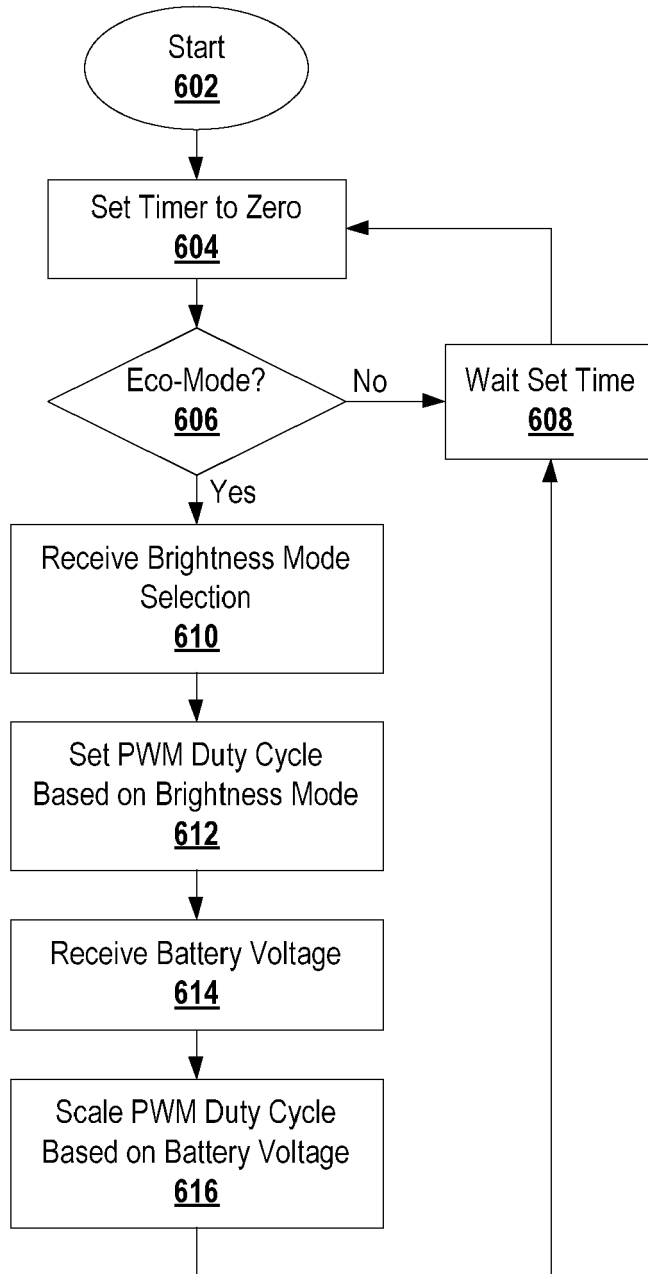 Start
602
Set Timer to Zero
604
Eco-Mode?
606
No
Wait Set Time
608
Yes
Receive Brightness Mode
Selection
610
Set PWM Duty Cycle
Based on Brightness Mode
612
Receive Battery Voltage
614
Scale PWM Duty Cycle
Based on Battery Voltage
616